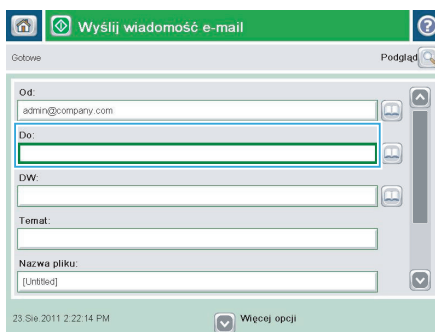 Wyślij wiadomość e-mail
Gotowe
Podgląd
Od:
admin@company.com
Do:
DW:
Temat:
Nazwa pliku:
[Untitled]
23.Sie.2011 2:22:14 PM
Więcej opcji